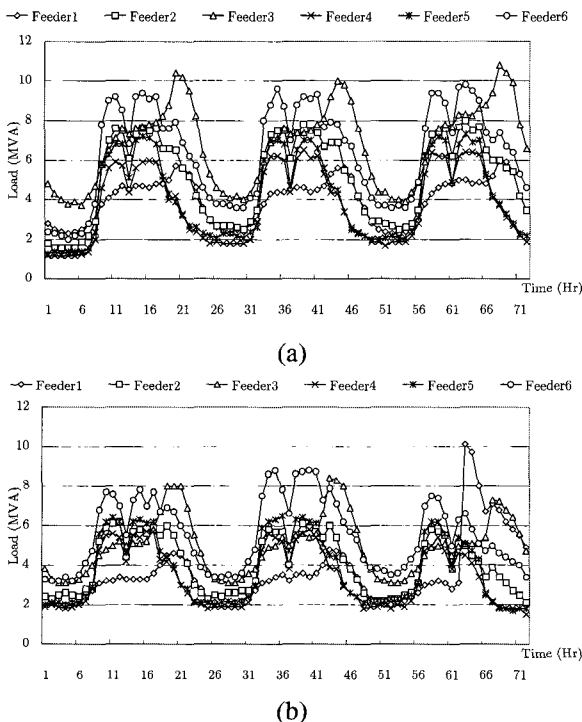 Feeder1 Feeder2 Feeder3 Feeder4 Feeder5 Feeder6
12
10
8
6
4
2
0
Load (MVA)
1 6 11 16 21 26 31 36 41 46 51 56 61 66 71
Time (Hr)
(a)
Feeder1 Feeder2 Feeder3 Feeder4 Feeder5 Feeder6
12
10
8
6
4
2
0
Load (MVA)
Time (Hr)
1 6 11 16 21 26 31 36 41 46 51 56 61 66 71
(b)